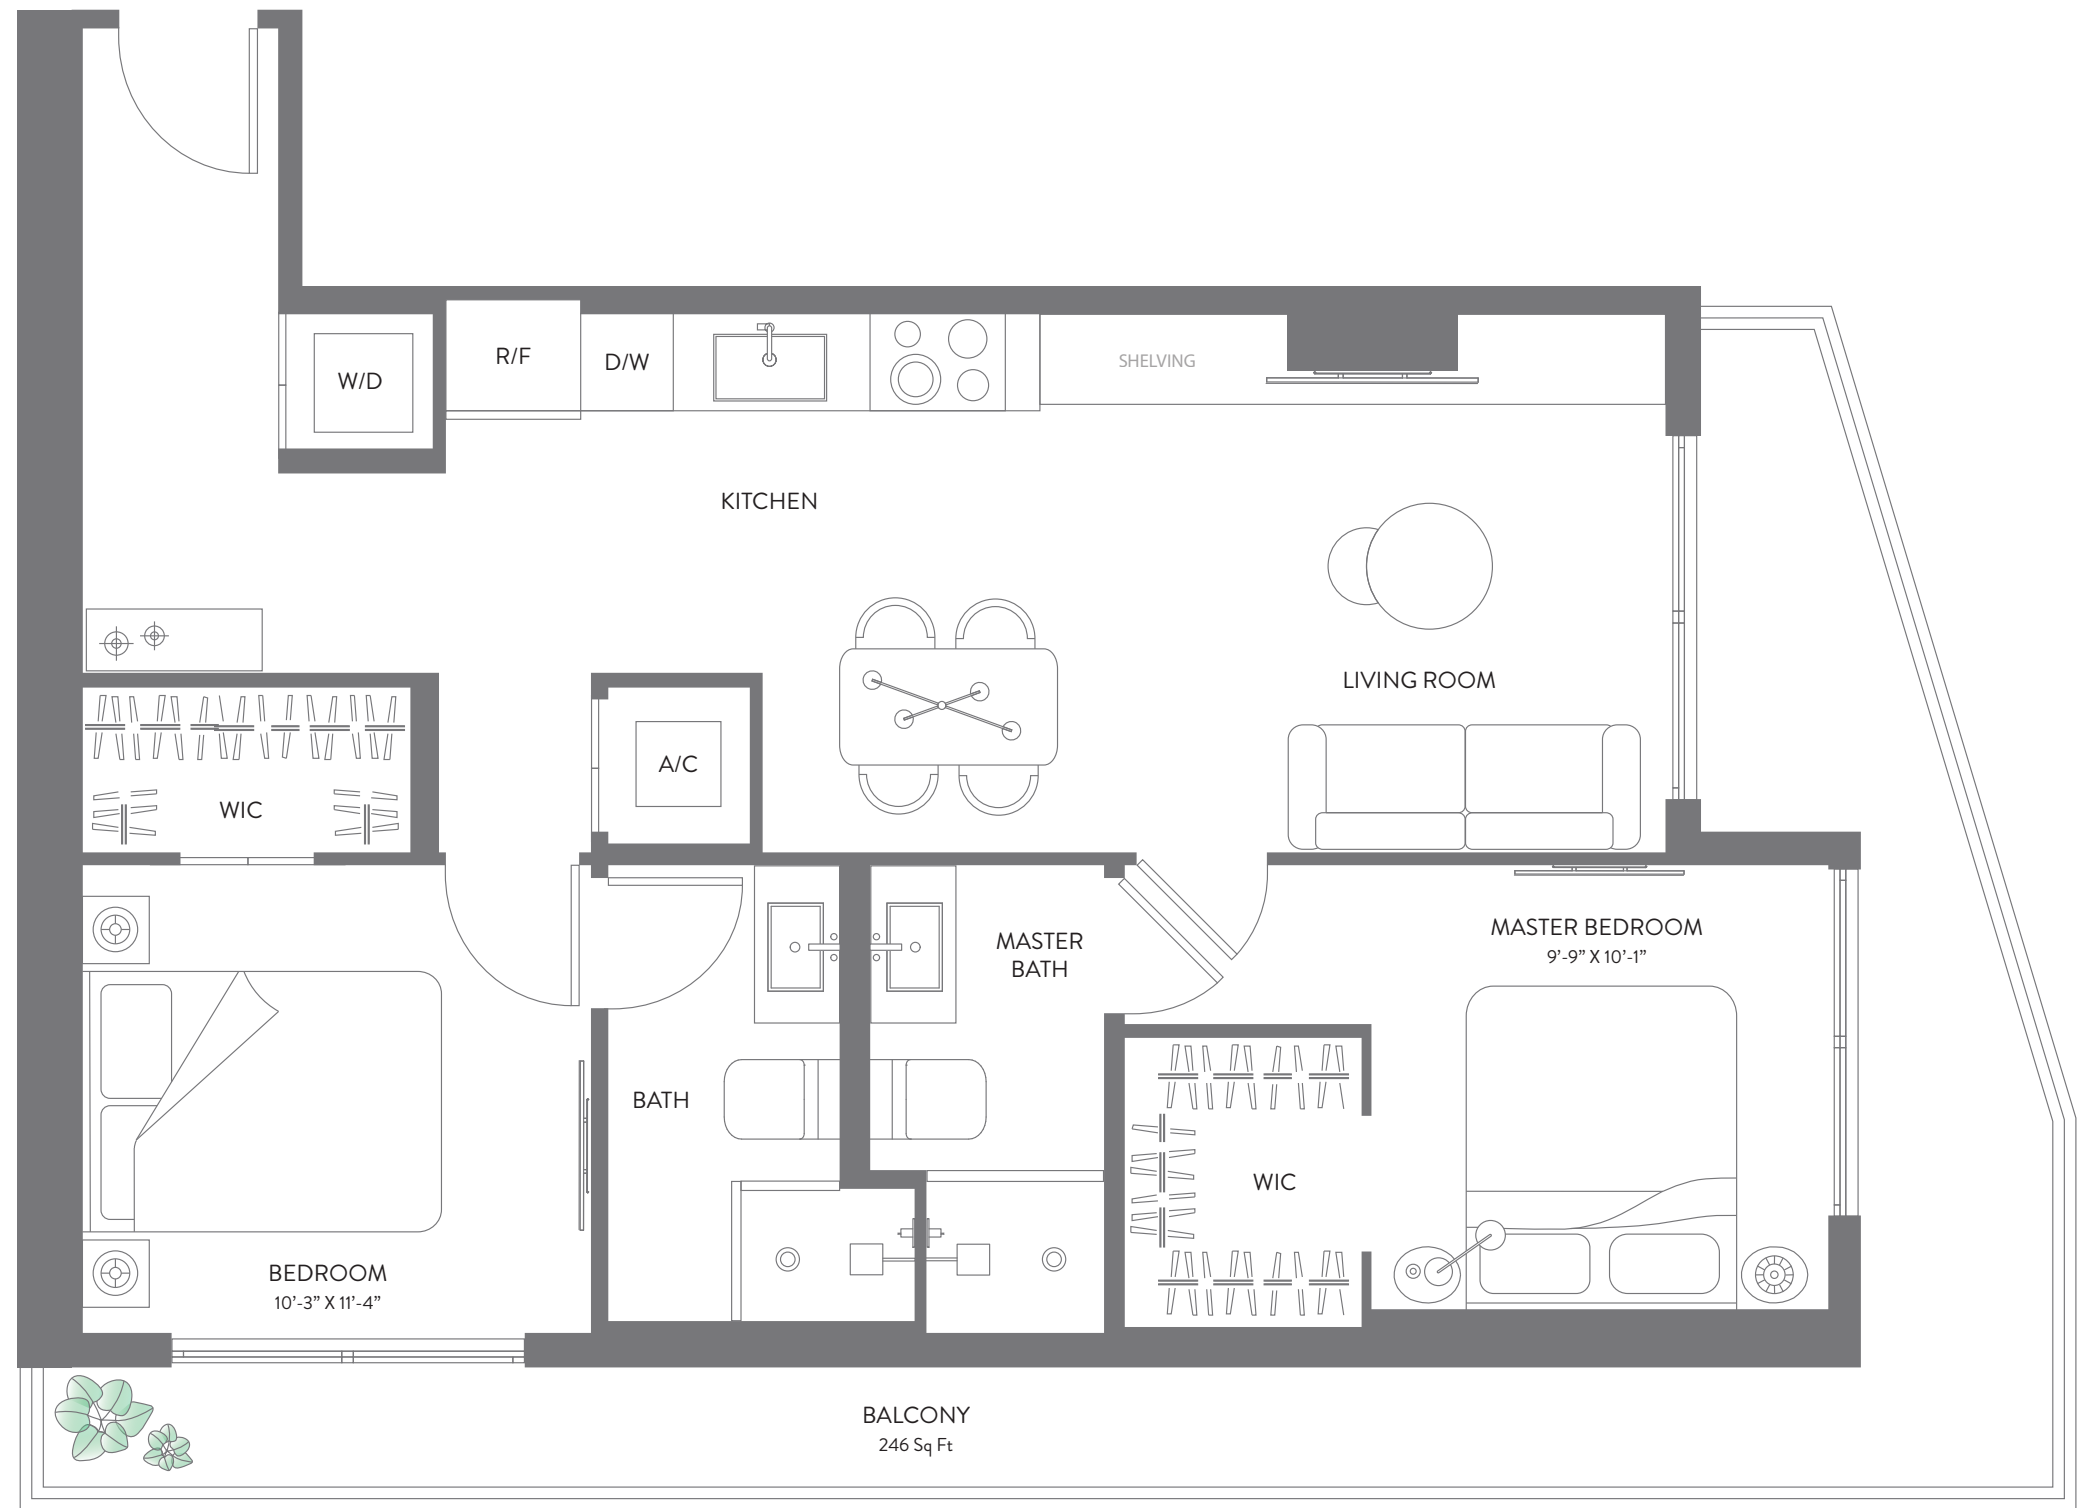 R/F
D/W
SHELVING
W/D
KITCHEN
LIVING ROOM
A/C
WIC
MASTER BEDROOM
9’-9” X 10’-1”
MASTER
BATH
BATH
WIC
BEDROOM
10’-3” X 11’-4”
BALCONY
246 Sq Ft